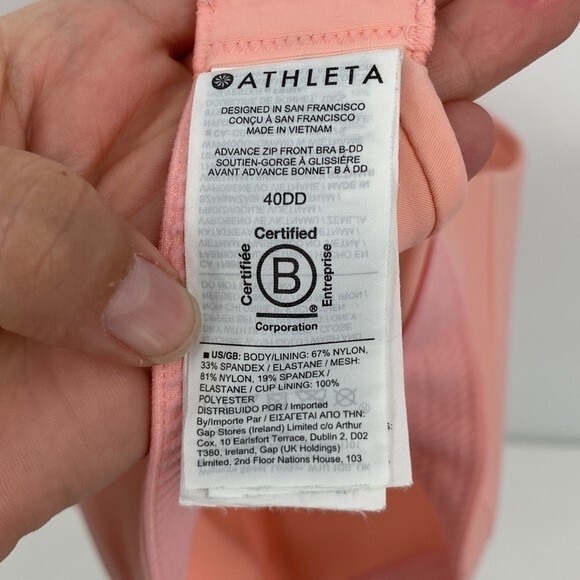 ATHLETA
DESIGNED IN SAN FRANCISCO
CONÇU À SAN FRANCISCO
MADE IN VIETNAM
ADVANCE ZIP FRONT BRA B-DD
SOUTIEN-GORGE À GLISSIÈRE
AVANT ADVANCE BONNET B À DD
40DD
Certified
Certifiée
B
Entreprise
®
Corporation
■ US/GB: BODY/LINING: 67% NYLON,
33% SPANDEX / ELASTANE / MESH:
81% NYLON, 19% SPANDEX /
ELASTANE / CUP LINING: 100%
POLYESTER
DISTRIBUIDO POR / Imported
By/Importe Par / ΕΙΣΑΓΕΤΑΙ ΑΠΟ ΤΗΝ:
Gap Stores (Ireland) Limited c/o Arthur
Cox, 10 Earlsfort Terrace, Dublin 2, D02
T380, Ireland, Gap (UK Holdings)
Limited, 2nd Floor Nations House, 103